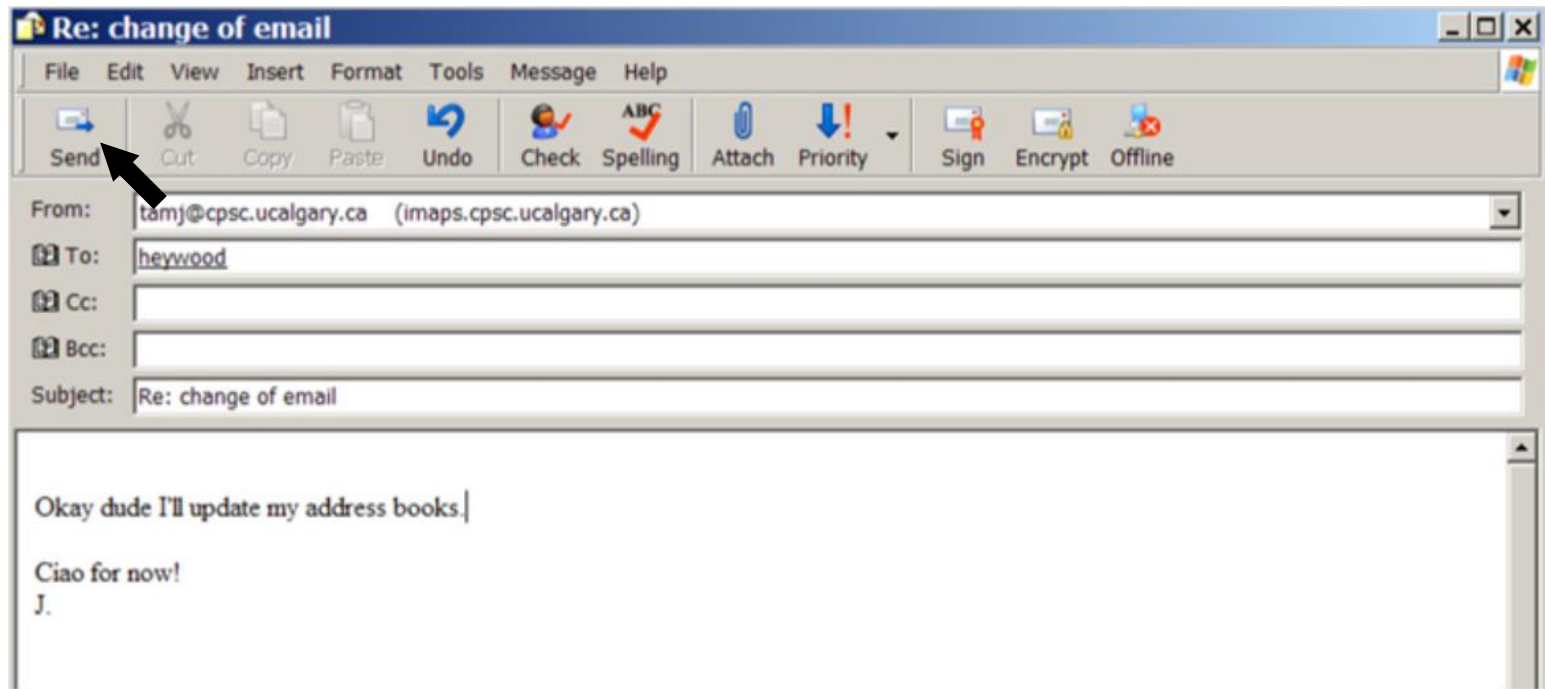 Re: change of email
File Edit View Insert Format Tools Message Help
ABC
Send Cut Copy Paste Undo Check Spelling Attach Priority Sign Encrypt Offline
From: tamj@cpsc.ucalgary.ca (imaps.cpsc.ucalgary.ca)
To: heywood
Cc:
Bcc:
Subject: Re: change of email
Okay dude I'll update my address books.
Ciao for now!
J.